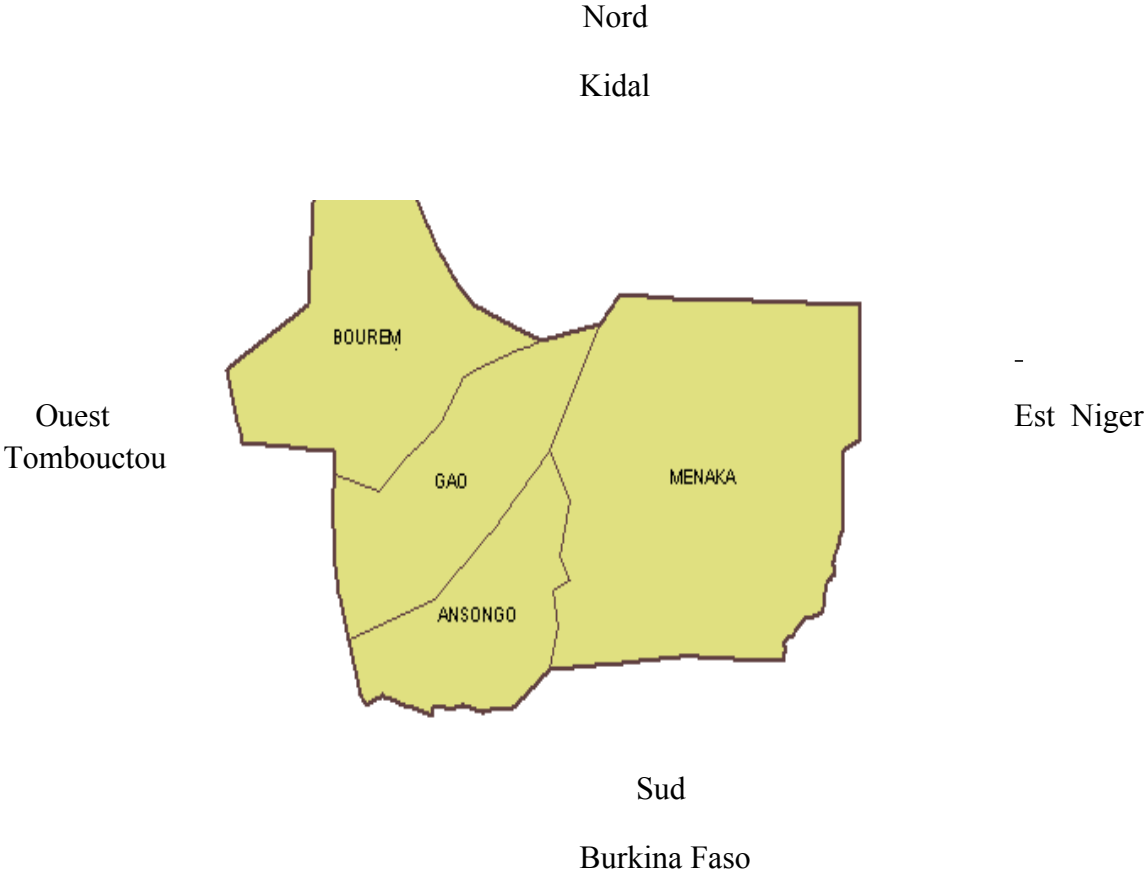 Nord
Kidal
BOUREM
-
Ouest
Est Niger
Tombouctou
GAO
MENAKA
ANSONGO
Sud
Burkina Faso